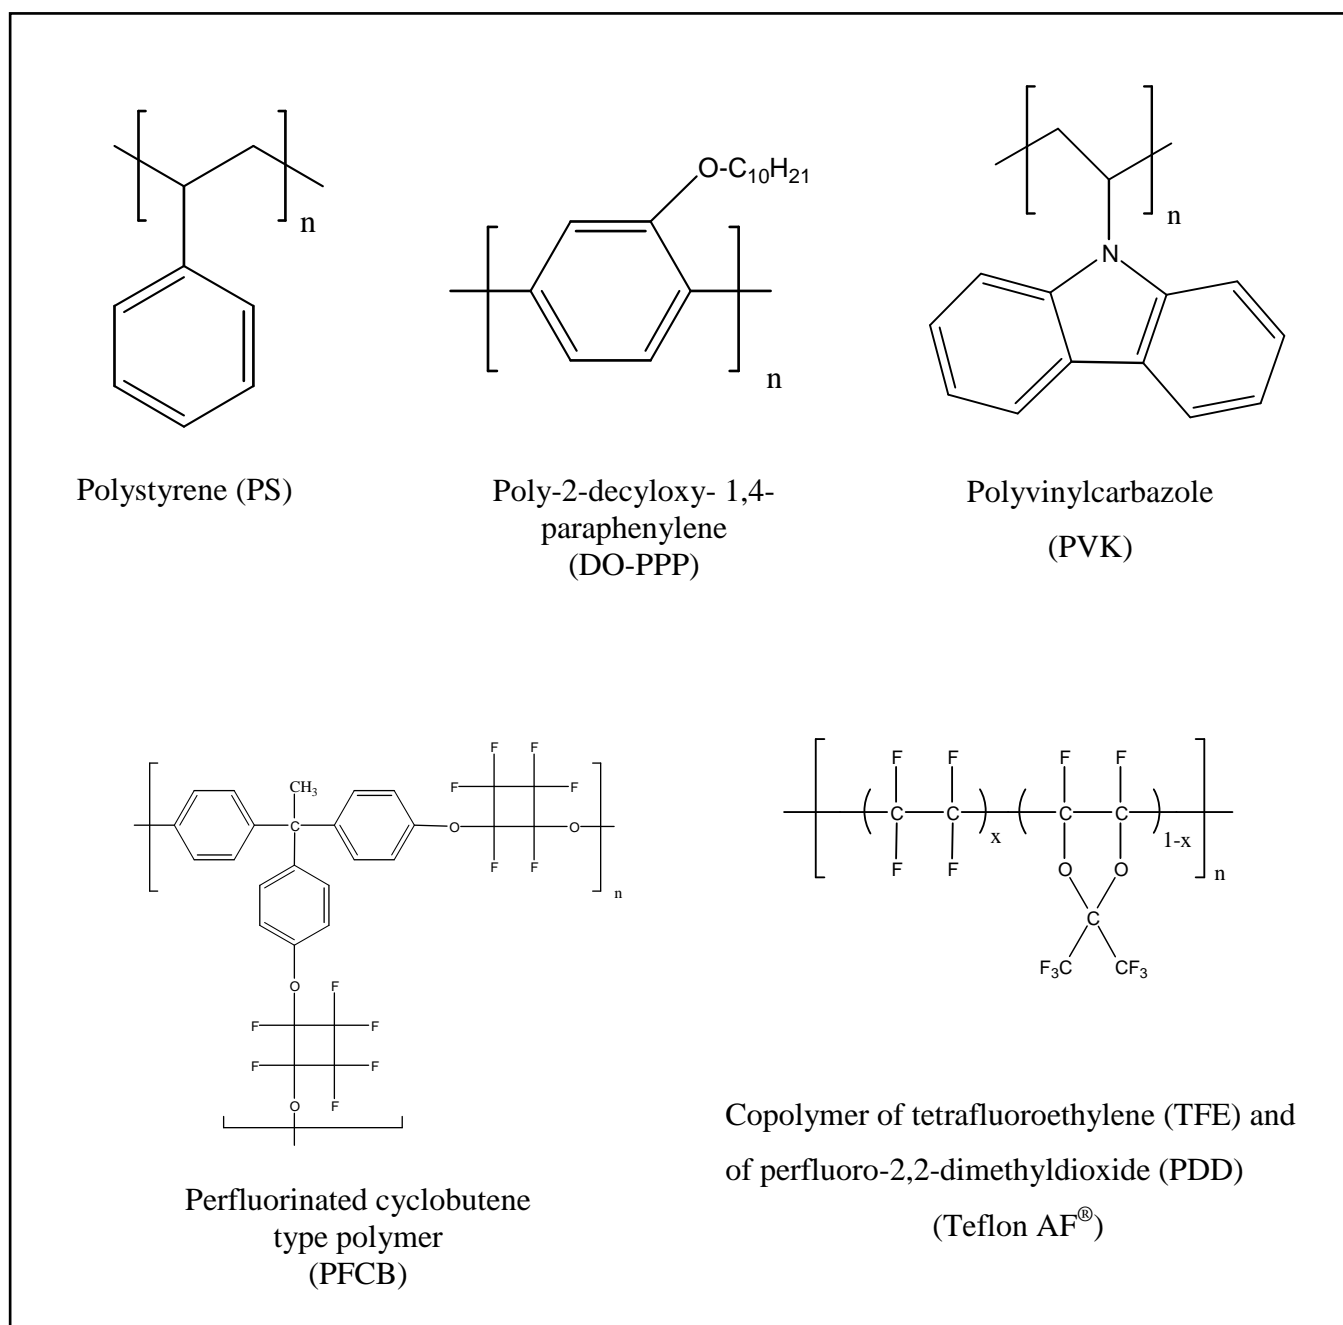 O-C10H21
n
n
N
n
Polystyrene (PS)
Poly-2-decyloxy- 1,4-
paraphenylene
(DO-PPP)
Polyvinylcarbazole
(PVK)
F F
CH3 F F
C O O
F F
n
O F
F F
F F
O F
F F F F
C C C C
x 1-x
F F O O
n
C
F3C CF3
Perfluorinated cyclobutene
type polymer
(PFCB)
Copolymer of tetrafluoroethylene (TFE) and
of perfluoro-2,2-dimethyldioxide (PDD)
(Teflon AF®)